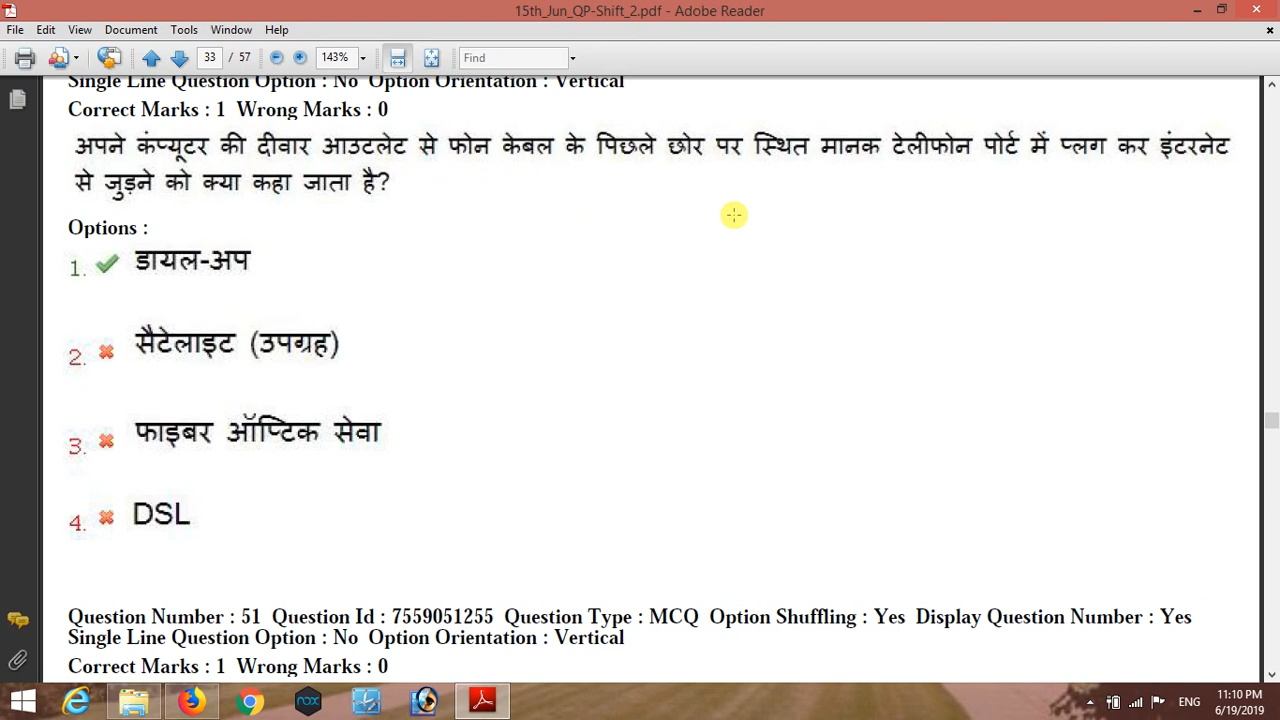 15th_Jun_QP-Shift_2.pdf - Adobe Reader
File Edit View Document Tools Window Help
33 / 57 143% Find
Single Line Question Option : No Option Orientation : Vertical
Correct Marks : 1 Wrong Marks : 0
अपने कंप्यूटर की दीवार आउटलेट से फोन केबल के पिछले छोर पर स्थित मानक टेलीफोन पोर्ट में प्लग कर इंटरनेट
से जुड़ने को क्या कहा जाता है?
Options :
1. डायल-अप
2. सैटेलाइट (उपग्रह)
3. फाइबर ऑप्टिक सेवा
4. DSL
Question Number : 51 Question Id : 7559051255 Question Type : MCQ Option Shuffling : Yes Display Question Number : Yes
Single Line Question Option : No Option Orientation : Vertical
Correct Marks : 1 Wrong Marks : 0
nox ENG 11:10 PM
6/19/2019